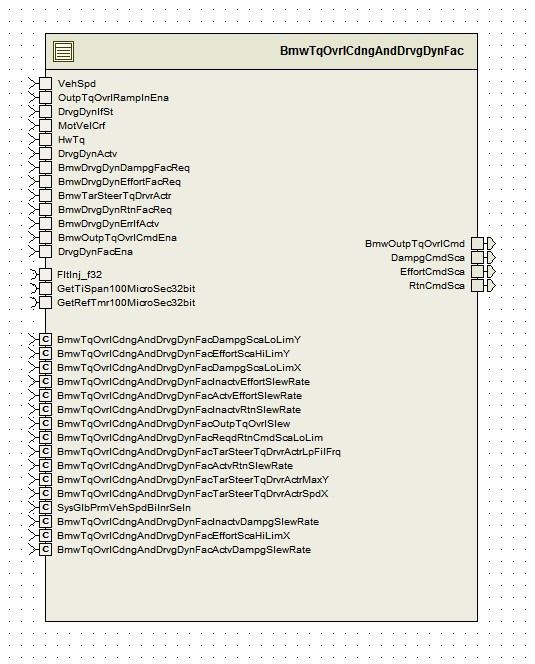 BmwTqOvrlCdngAndDrvgDynFac
VehSpd
OutpTqOvrlRampInEna
DrvgDynIfSt
MotVelCrf
HwTq
DrvgDynActv
BmwDrvgDynDampgFacReq
BmwDrvgDynEffortFacReq
BmwTarSteerTqDrvrActr
BmwDrvgDynRtnFacReq
BmwDrvgDynErrIfActv
BmwOutpTqOvrlCmdEna
DrvgDynFacEna
BmwOutpTqOvrlCmd
DampgCmdSca
EffortCmdSca
RtnCmdSca
FltInj_f32
GetTiSpan100MicroSec32bit
GetRefTmr100MicroSec32bit
C BmwTqOvrlCdngAndDrvgDynFacDampgScaLoLimY
C BmwTqOvrlCdngAndDrvgDynFacEffortScaHiLimY
C BmwTqOvrlCdngAndDrvgDynFacDampgScaLoLimX
C BmwTqOvrlCdngAndDrvgDynFacInactvEffortSlewRate
C BmwTqOvrlCdngAndDrvgDynFacActvEffortSlewRate
C BmwTqOvrlCdngAndDrvgDynFacInactvRtnSlewRate
C BmwTqOvrlCdngAndDrvgDynFacOutpTqOvrlSlew
C BmwTqOvrlCdngAndDrvgDynFacReqdRtnCmdScaLoLim
C BmwTqOvrlCdngAndDrvgDynFacTarSteerTqDrvrActrLpFilFrq
C BmwTqOvrlCdngAndDrvgDynFacActvRtnSlewRate
C BmwTqOvrlCdngAndDrvgDynFacTarSteerTqDrvrActrMaxY
C BmwTqOvrlCdngAndDrvgDynFacTarSteerTqDrvrActrSpdX
C SysGlbPrmVehSpdBilnrSeln
C BmwTqOvrlCdngAndDrvgDynFacInactvDampgSlewRate
C BmwTqOvrlCdngAndDrvgDynFacEffortScaHiLimX
C BmwTqOvrlCdngAndDrvgDynFacActvDampgSlewRate